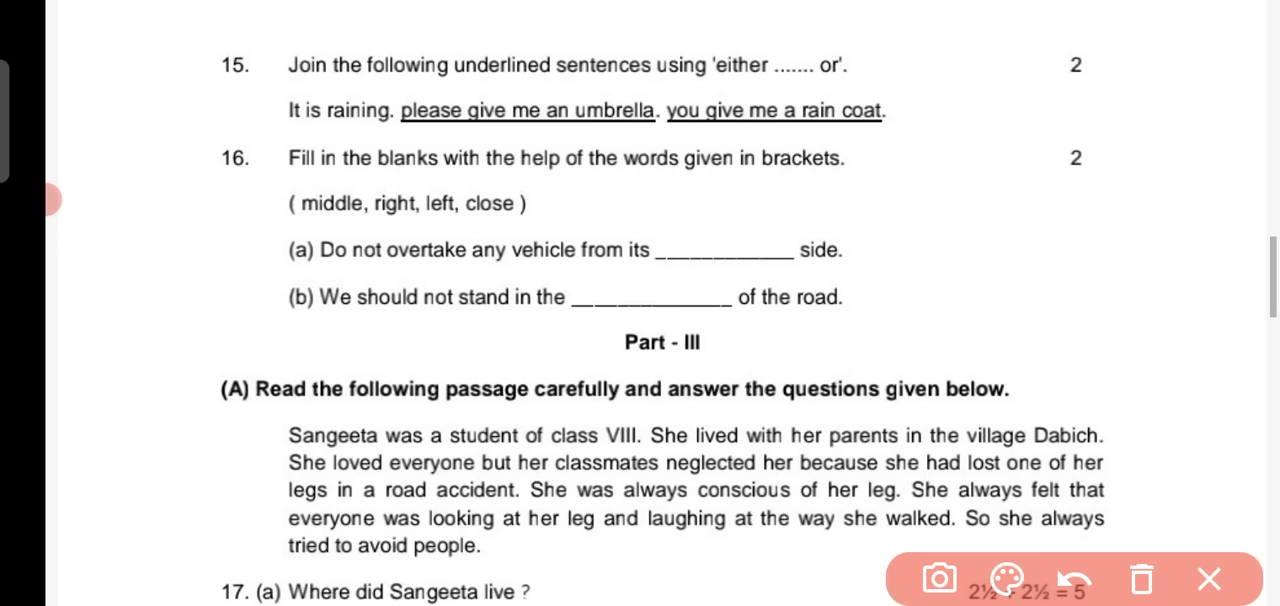 15. Join the following underlined sentences using 'either ....... or'. 2
It is raining. please give me an umbrella. you give me a rain coat.
16. Fill in the blanks with the help of the words given in brackets. 2
( middle, right, left, close )
(a) Do not overtake any vehicle from its ____________ side.
(b) We should not stand in the ______________ of the road.
Part - III
(A) Read the following passage carefully and answer the questions given below.
Sangeeta was a student of class VIII. She lived with her parents in the village Dabich.
She loved everyone but her classmates neglected her because she had lost one of her
legs in a road accident. She was always conscious of her leg. She always felt that
everyone was looking at her leg and laughing at the way she walked. So she always
tried to avoid people.
17. (a) Where did Sangeeta live ? 2½ + 2½ = 5